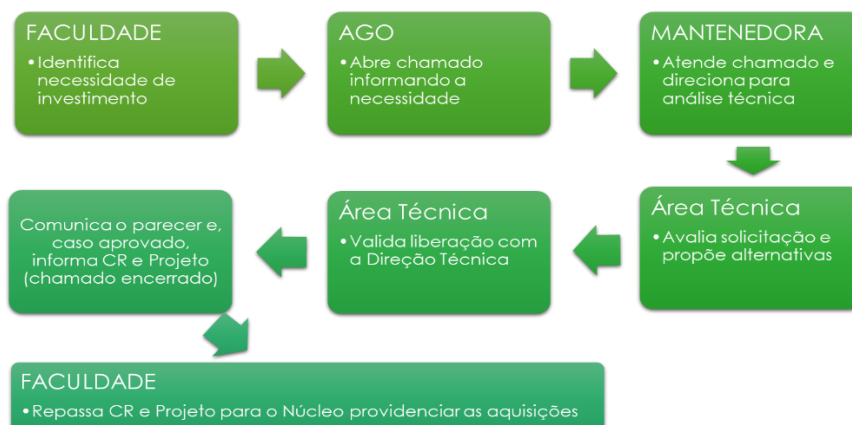 FACULDADE
•Identifica
necessidade de
investimento
AGO
•Abre chamado
informando a
necessidade
MANTENEDORA
•Atende chamado e
direciona para
análise técnica
Área Técnica
•Avalia solicitação e
propõe alternativas
Área Técnica
•Valida liberação com
a Direção Técnica
Comunica o parecer e,
caso aprovado,
informa CR e Projeto
(chamado encerrado)
FACULDADE
•Repassa CR e Projeto para o Núcleo providenciar as aquisições